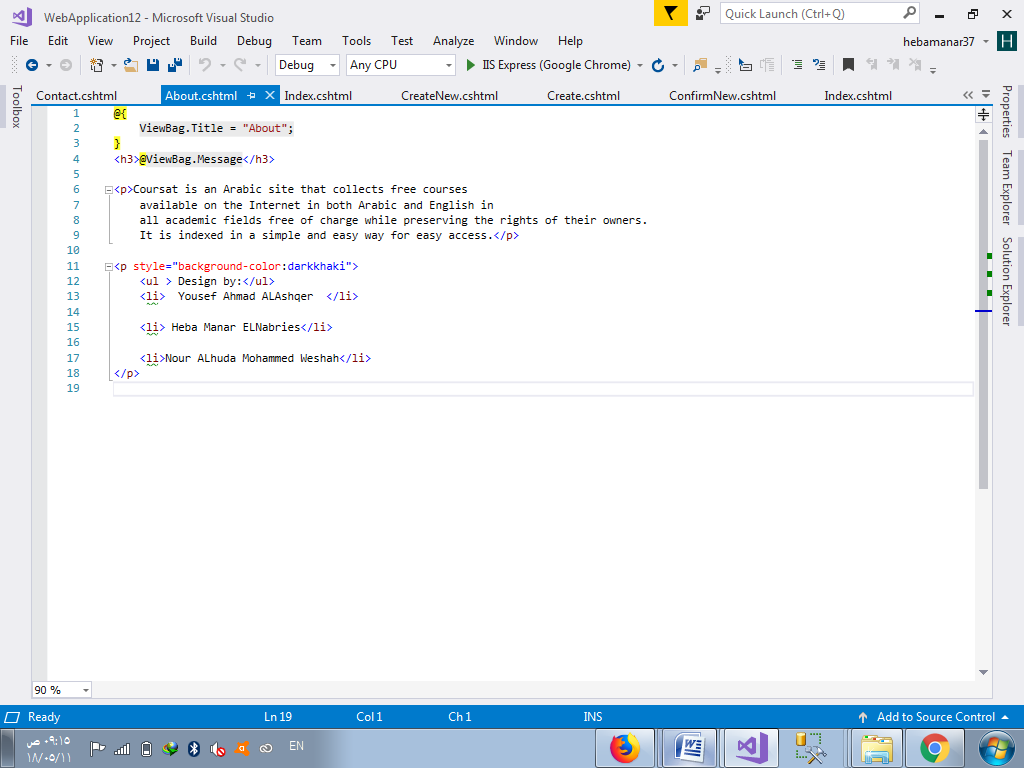 WebApplication12 - Microsoft Visual Studio
Quick Launch (Ctrl+Q)
File Edit View Project Build Debug Team Tools Test Analyze Window Help
hebamanar37 H
Debug Any CPU IIS Express (Google Chrome)
Toolbox
Contact.cshtml About.cshtml Index.cshtml CreateNew.cshtml Create.cshtml ConfirmNew.cshtml Index.cshtml
Properties
Team Explorer
Solution Explorer
1 @{
2 ViewBag.Title = "About";
3 }
4 <h3>@ViewBag.Message</h3>
5
6 <p>Coursat is an Arabic site that collects free courses
7 available on the Internet in both Arabic and English in
8 all academic fields free of charge while preserving the rights of their owners.
9 It is indexed in a simple and easy way for easy access.</p>
10
11 <p style="background-color:darkkhaki">
12 <ul > Design by:</ul>
13 <li>  Yousef Ahmad ALAshqer  </li>
14
15 <li> Heba Manar ELNabries</li>
16
17 <li>Nour ALhuda Mohammed Weshah</li>
18 </p>
19
90 %
Ready Ln 19 Col 1 Ch 1 INS Add to Source Control
٠٩:١٥ ص
١٨/٠٥/١١
EN